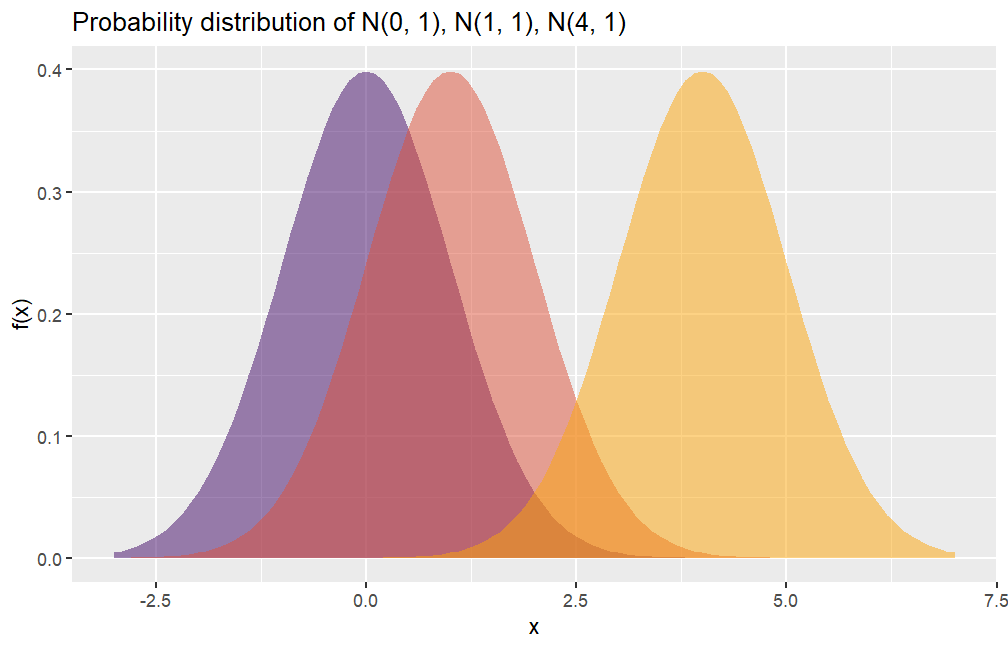 Probability distribution of N(0, 1), N(1, 1), N(4, 1)
0.4
0.3
0.2
0.1
0.0
f(x)
-2.5 0.0 2.5 5.0 7.5
x